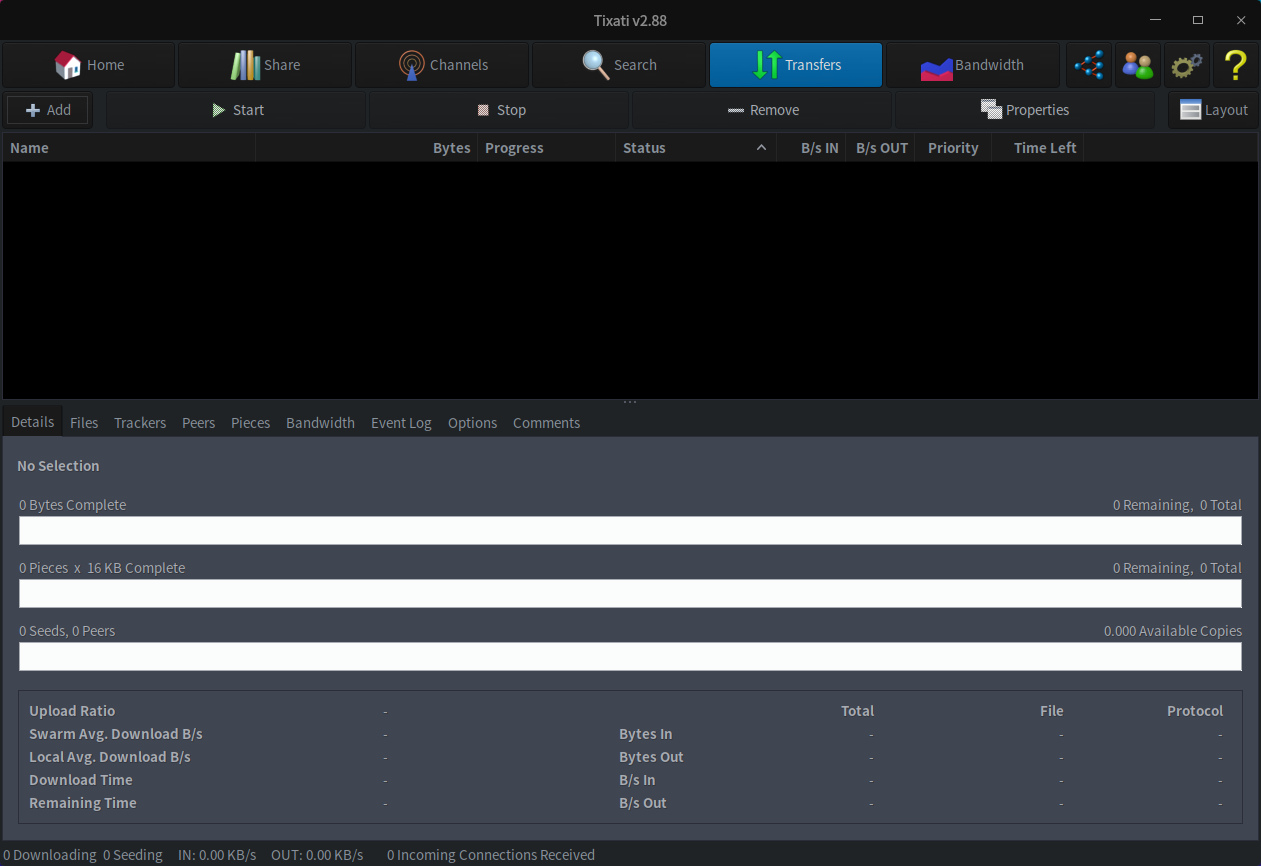 Tixati v2.88
Home Share Channels Search Transfers Bandwidth
Add Start Stop Remove Properties Layout
Name Bytes Progress Status B/s IN B/s OUT Priority Time Left
Details Files Trackers Peers Pieces Bandwidth Event Log Options Comments
No Selection
0 Bytes Complete 0 Remaining, 0 Total
0 Pieces x 16 KB Complete 0 Remaining, 0 Total
0 Seeds, 0 Peers 0.000 Available Copies
Upload Ratio - Total File Protocol
Swarm Avg. Download B/s - Bytes In - - -
Local Avg. Download B/s - Bytes Out - - -
Download Time - B/s In - - -
Remaining Time - B/s Out - - -
0 Downloading 0 Seeding IN: 0.00 KB/s OUT: 0.00 KB/s 0 Incoming Connections Received